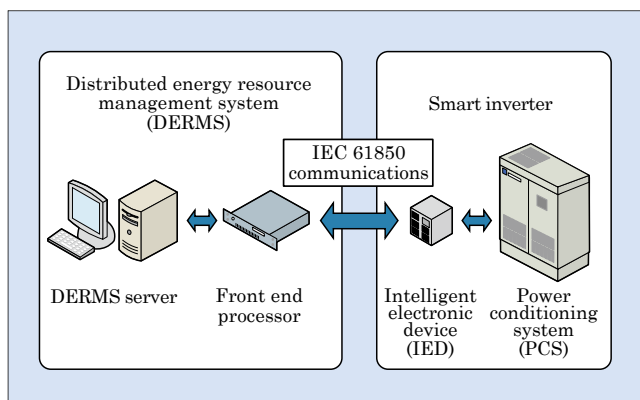 Distributed energy resource
management system
(DERMS)
Smart inverter
IEC 61850
communications
DERMS server
Front end
processor
Intelligent
electronic
device
(IED)
Power
conditioning
system
(PCS)